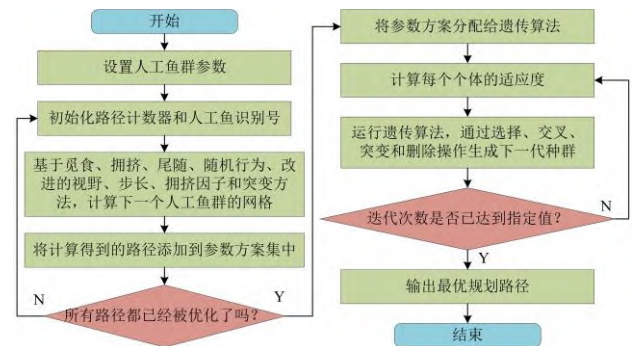 开始
设置人工鱼群参数
初始化路径计数器和人工鱼识别号
基于觅食、拥挤、尾随、随机行为、改
进的视野、步长、拥挤因子和突变方
法，计算下一个人工鱼群的网格
将计算得到的路径添加到参数方案集中
N
Y
所有路径都已经被优化了吗？
将参数方案分配给遗传算法
计算每个个体的适应度
运行遗传算法，通过选择、交叉、
突变和删除操作生成下一代种群
迭代次数是否已达到指定值？
N
Y
输出最优规划路径
结束